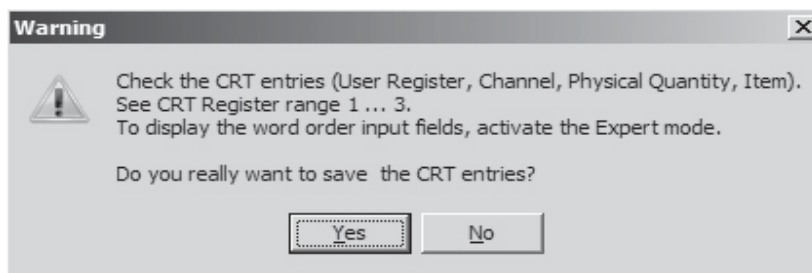 Warning
Check the CRT entries (User Register, Channel, Physical Quantity, Item).
See CRT Register range 1 ... 3.
To display the word order input fields, activate the Expert mode.
Do you really want to save the CRT entries?
Yes
No